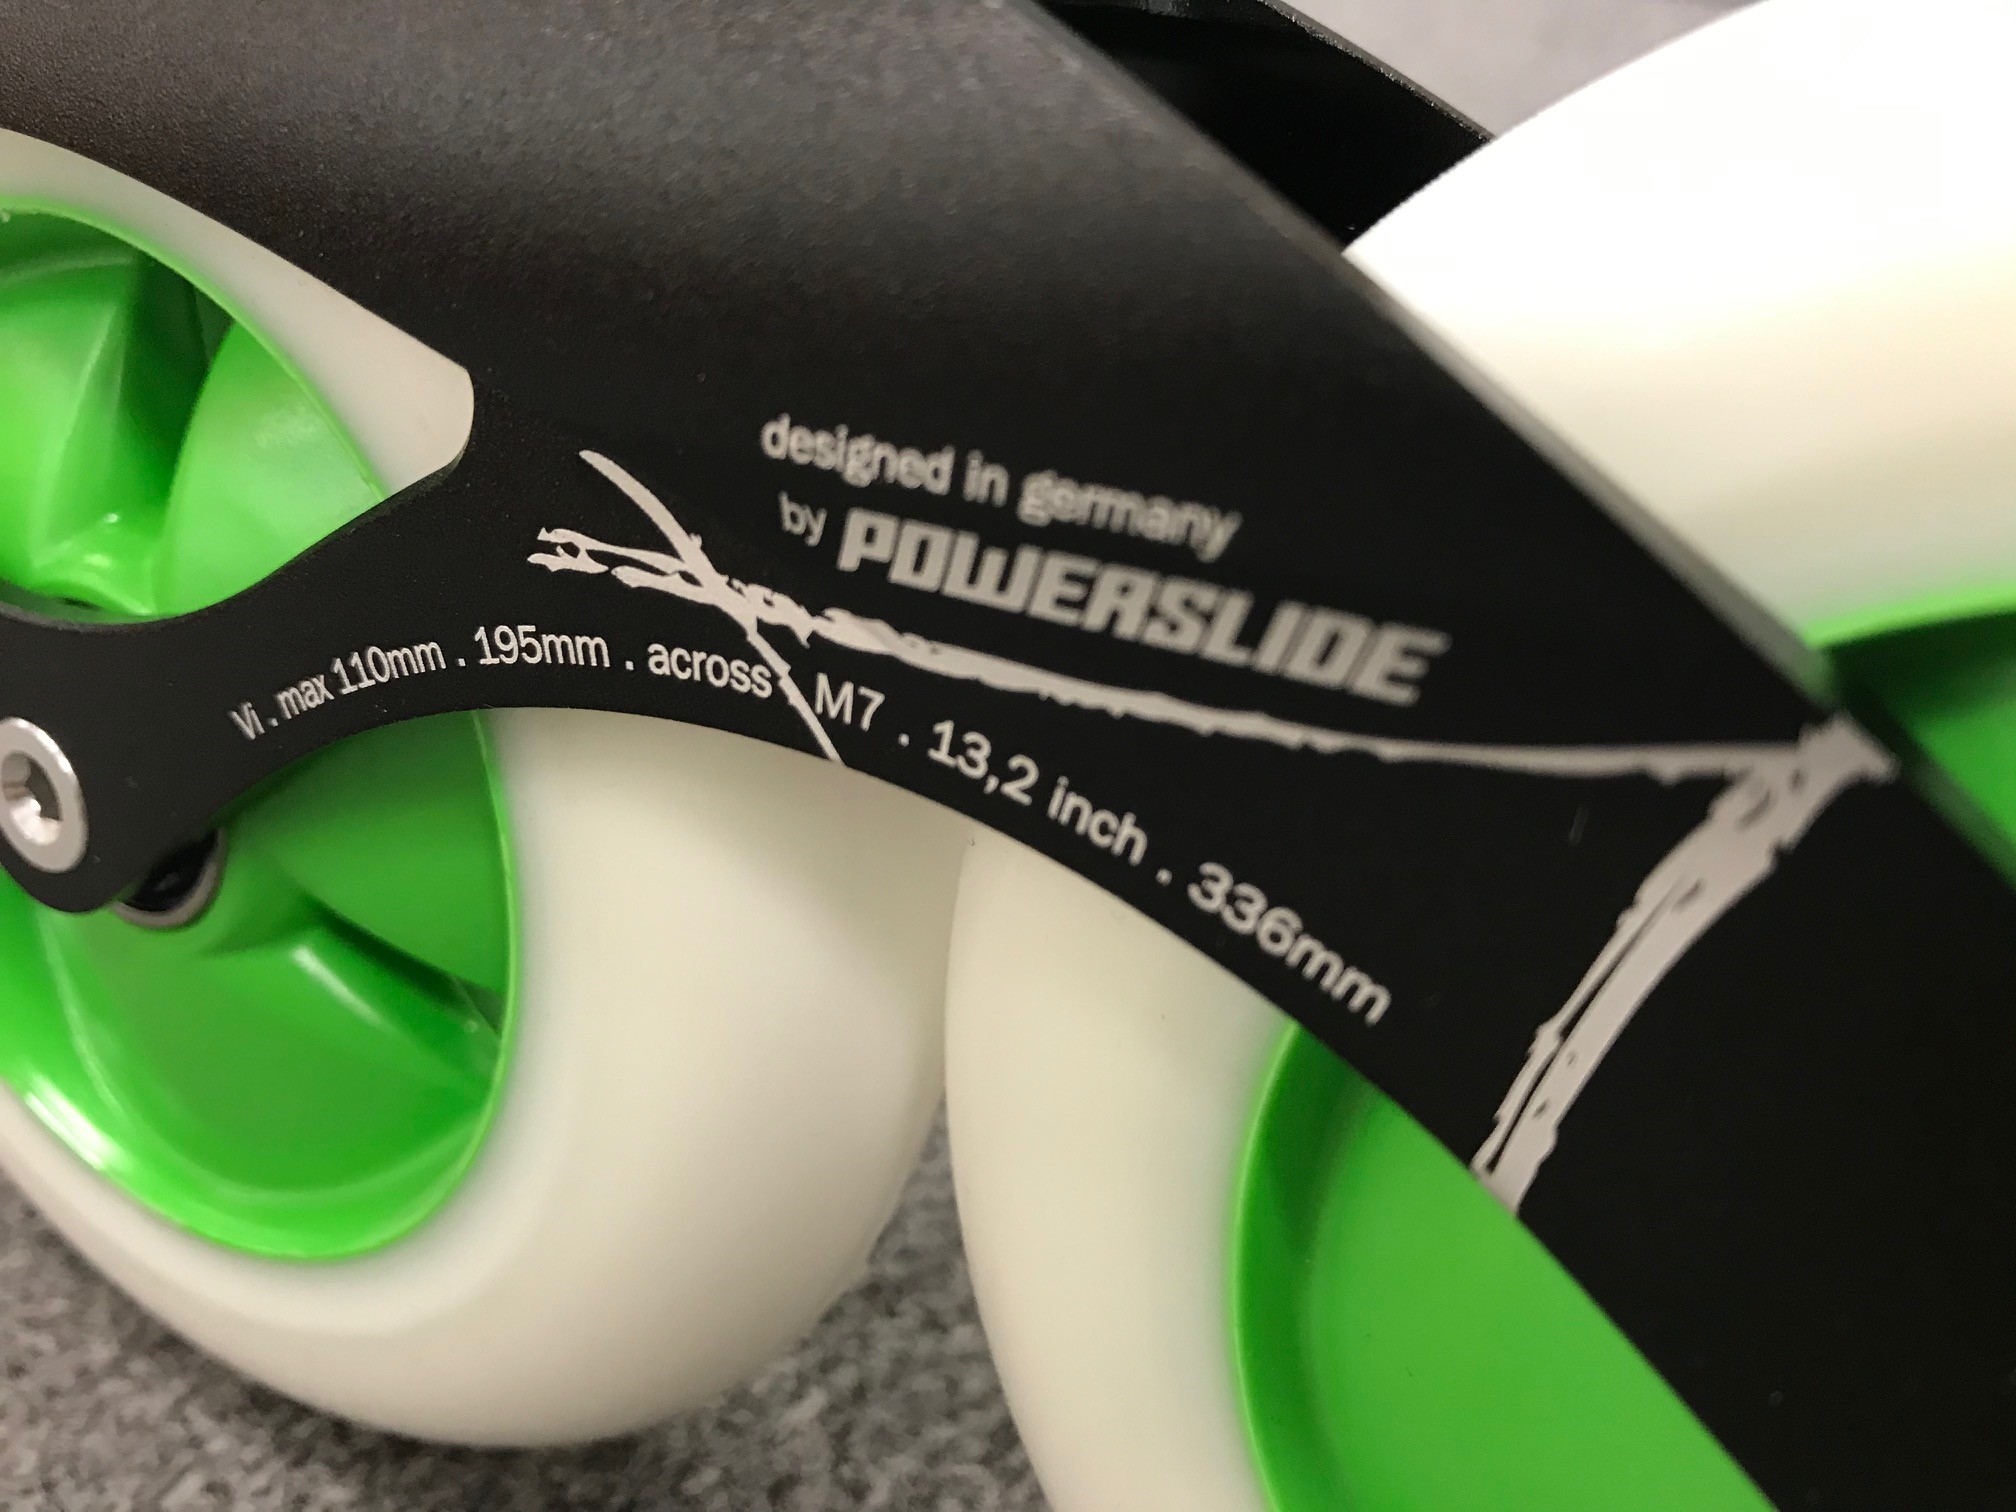 designed in germany
by POWERSLIDE
Vi . max 110mm . 195mm . across M7 . 13,2 inch . 336mm